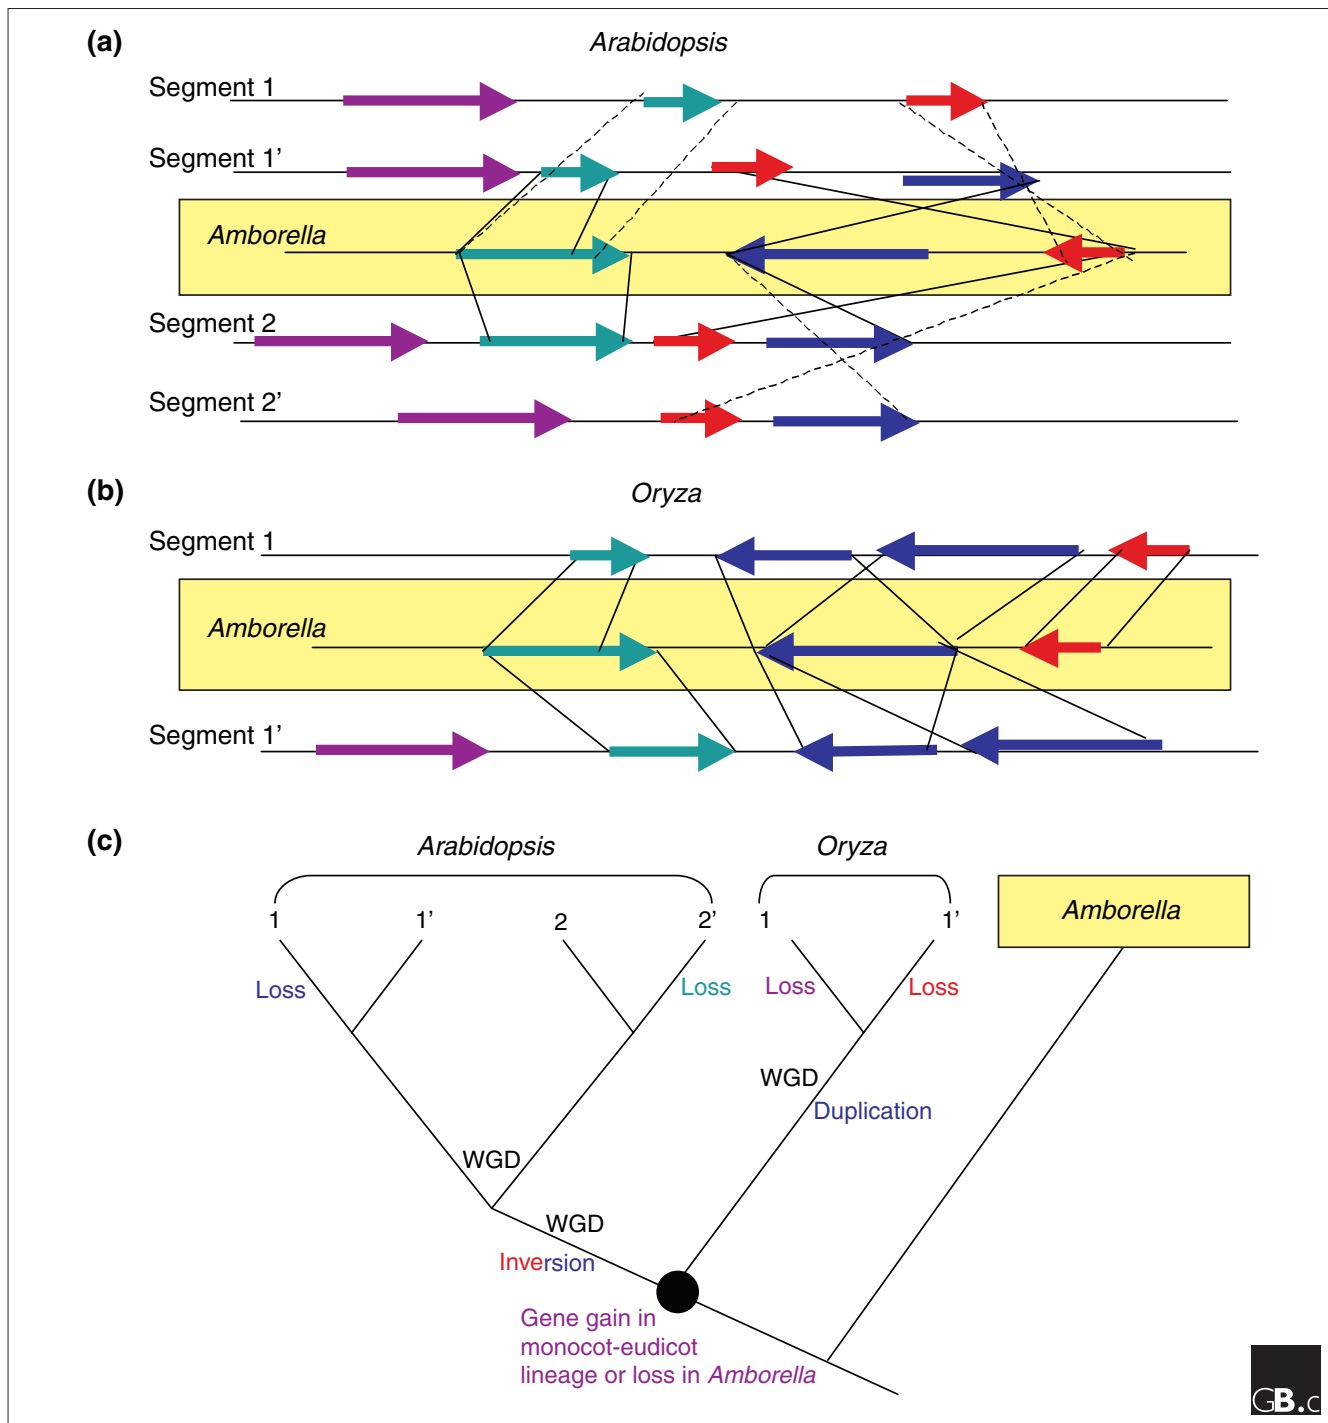 (a)
Arabidopsis
Segment 1
Segment 1'
Amborella
Segment 2
Segment 2'
(b)
Oryza
Segment 1
Amborella
Segment 1'
(c)
Arabidopsis
Oryza
Amborella
1
1'
2
2'
1
1'
Loss
Loss
Loss
Loss
WGD
Duplication
WGD
WGD
Inversion
Gene gain in
monocot-eudicot
lineage or loss in Amborella
GB.c